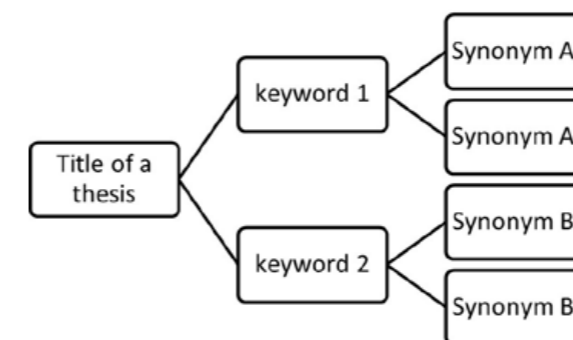 Title of a
thesis
keyword 1
Synonym A
Synonym A
keyword 2
Synonym B
Synonym B